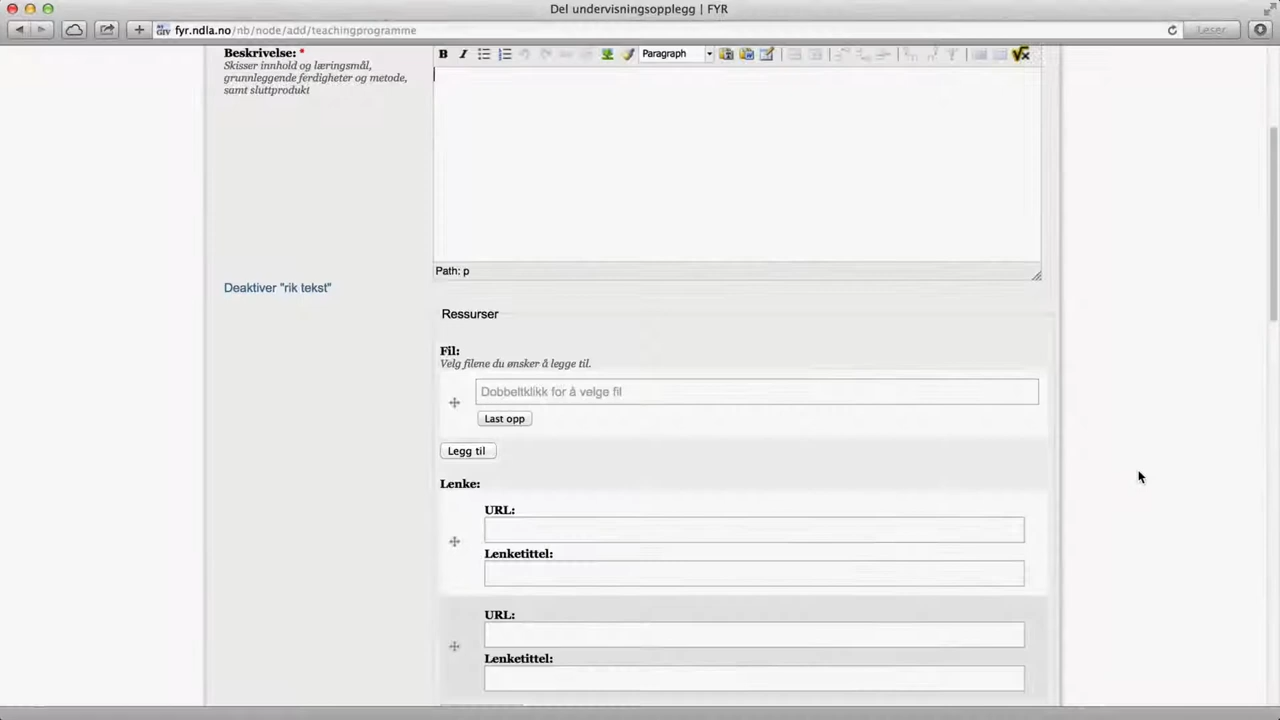 Del undervisningsopplegg | FYR
fyr.ndla.no/nb/node/add/teachingprogramme
Leser
Beskrivelse: *
Skisser innhold og læringsmål,
grunnleggende ferdigheter og metode,
samt sluttprodukt
Paragraph
Path: p
Deaktiver "rik tekst"
Ressurser
Fil:
Velg filene du ønsker å legge til.
Dobbeltklikk for å velge fil
Last opp
Legg til
Lenke:
URL:
Lenketittel:
URL:
Lenketittel: